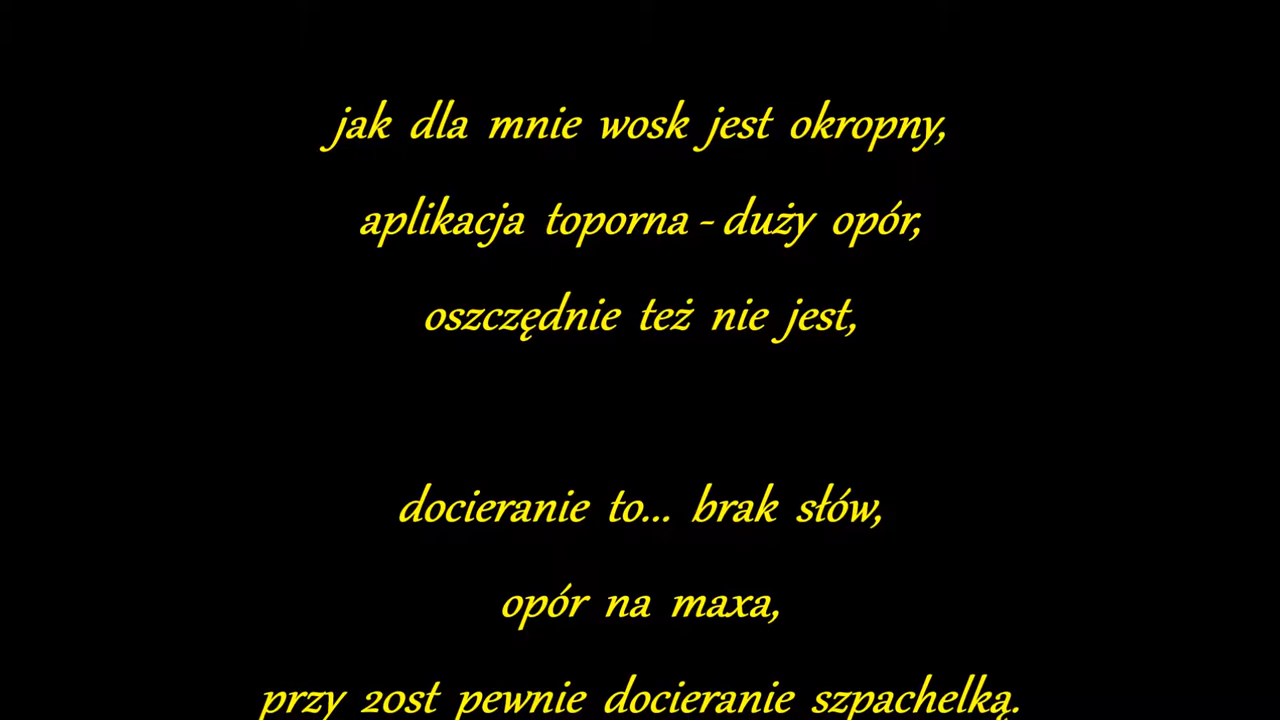 jak dla mnie wosk jest okropny,
aplikacja toporna - duży opór,
oszczędnie też nie jest,
docieranie to... brak słów,
opór na maxa,
przy 20st pewnie docieranie szpachelką.